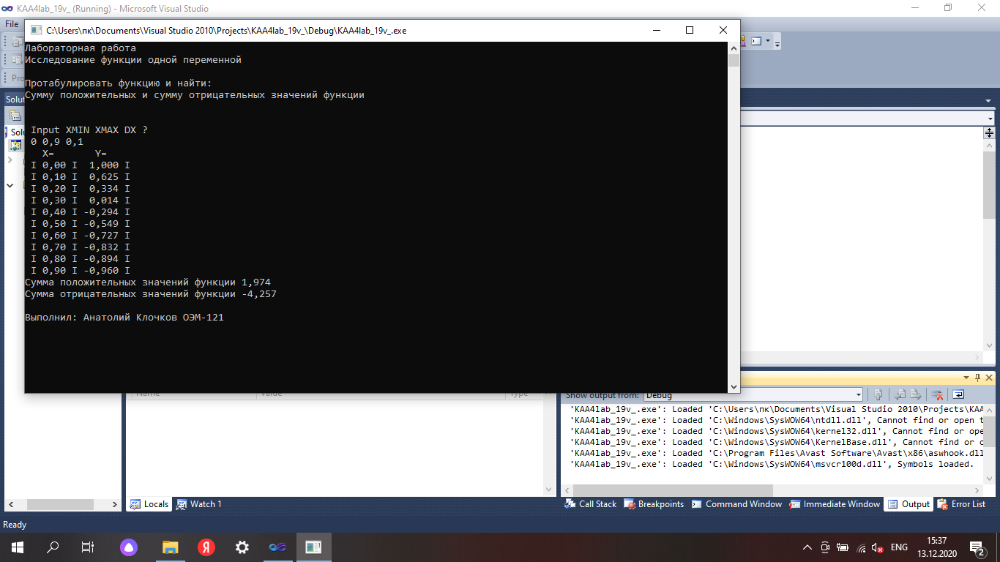 KAA4lab_19v_ (Running) - Microsoft Visual Studio
File
C:\Users\пк\Documents\Visual Studio 2010\Projects\KAA4lab_19v_\Debug\KAA4lab_19v_.exe
Лабораторная работа
Исследование функции одной переменной
Протабулировать функцию и найти:
Сумму положительных и сумму отрицательных значений функции
Input XMIN XMAX DX ?
0 0,9 0,1
X= Y=
I 0,00 I 1,000 I
I 0,10 I 0,625 I
I 0,20 I 0,334 I
I 0,30 I 0,014 I
I 0,40 I -0,294 I
I 0,50 I -0,549 I
I 0,60 I -0,727 I
I 0,70 I -0,832 I
I 0,80 I -0,894 I
I 0,90 I -0,960 I
Сумма положительных значений функции 1,974
Сумма отрицательных значений функции -4,257
Выполнил: Анатолий Клочков ОЭМ-121
Name Value Type
Show output from: Debug
'KAA4lab_19v_.exe': Loaded 'C:\Users\пк\Documents\Visual Studio 2010\Projects\KAA
'KAA4lab_19v_.exe': Loaded 'C:\Windows\SysWOW64\ntdll.dll', Cannot find or open t
'KAA4lab_19v_.exe': Loaded 'C:\Windows\SysWOW64\kernel32.dll', Cannot find or ope
'KAA4lab_19v_.exe': Loaded 'C:\Windows\SysWOW64\KernelBase.dll', Cannot find or o
'KAA4lab_19v_.exe': Loaded 'C:\Program Files\Avast Software\Avast\x86\aswhook.dll
'KAA4lab_19v_.exe': Loaded 'C:\Windows\SysWOW64\msvcr100d.dll', Symbols loaded.
Locals Watch 1
Call Stack Breakpoints Command Window Immediate Window Output Error List
Ready
ENG 15:37
13.12.2020 2